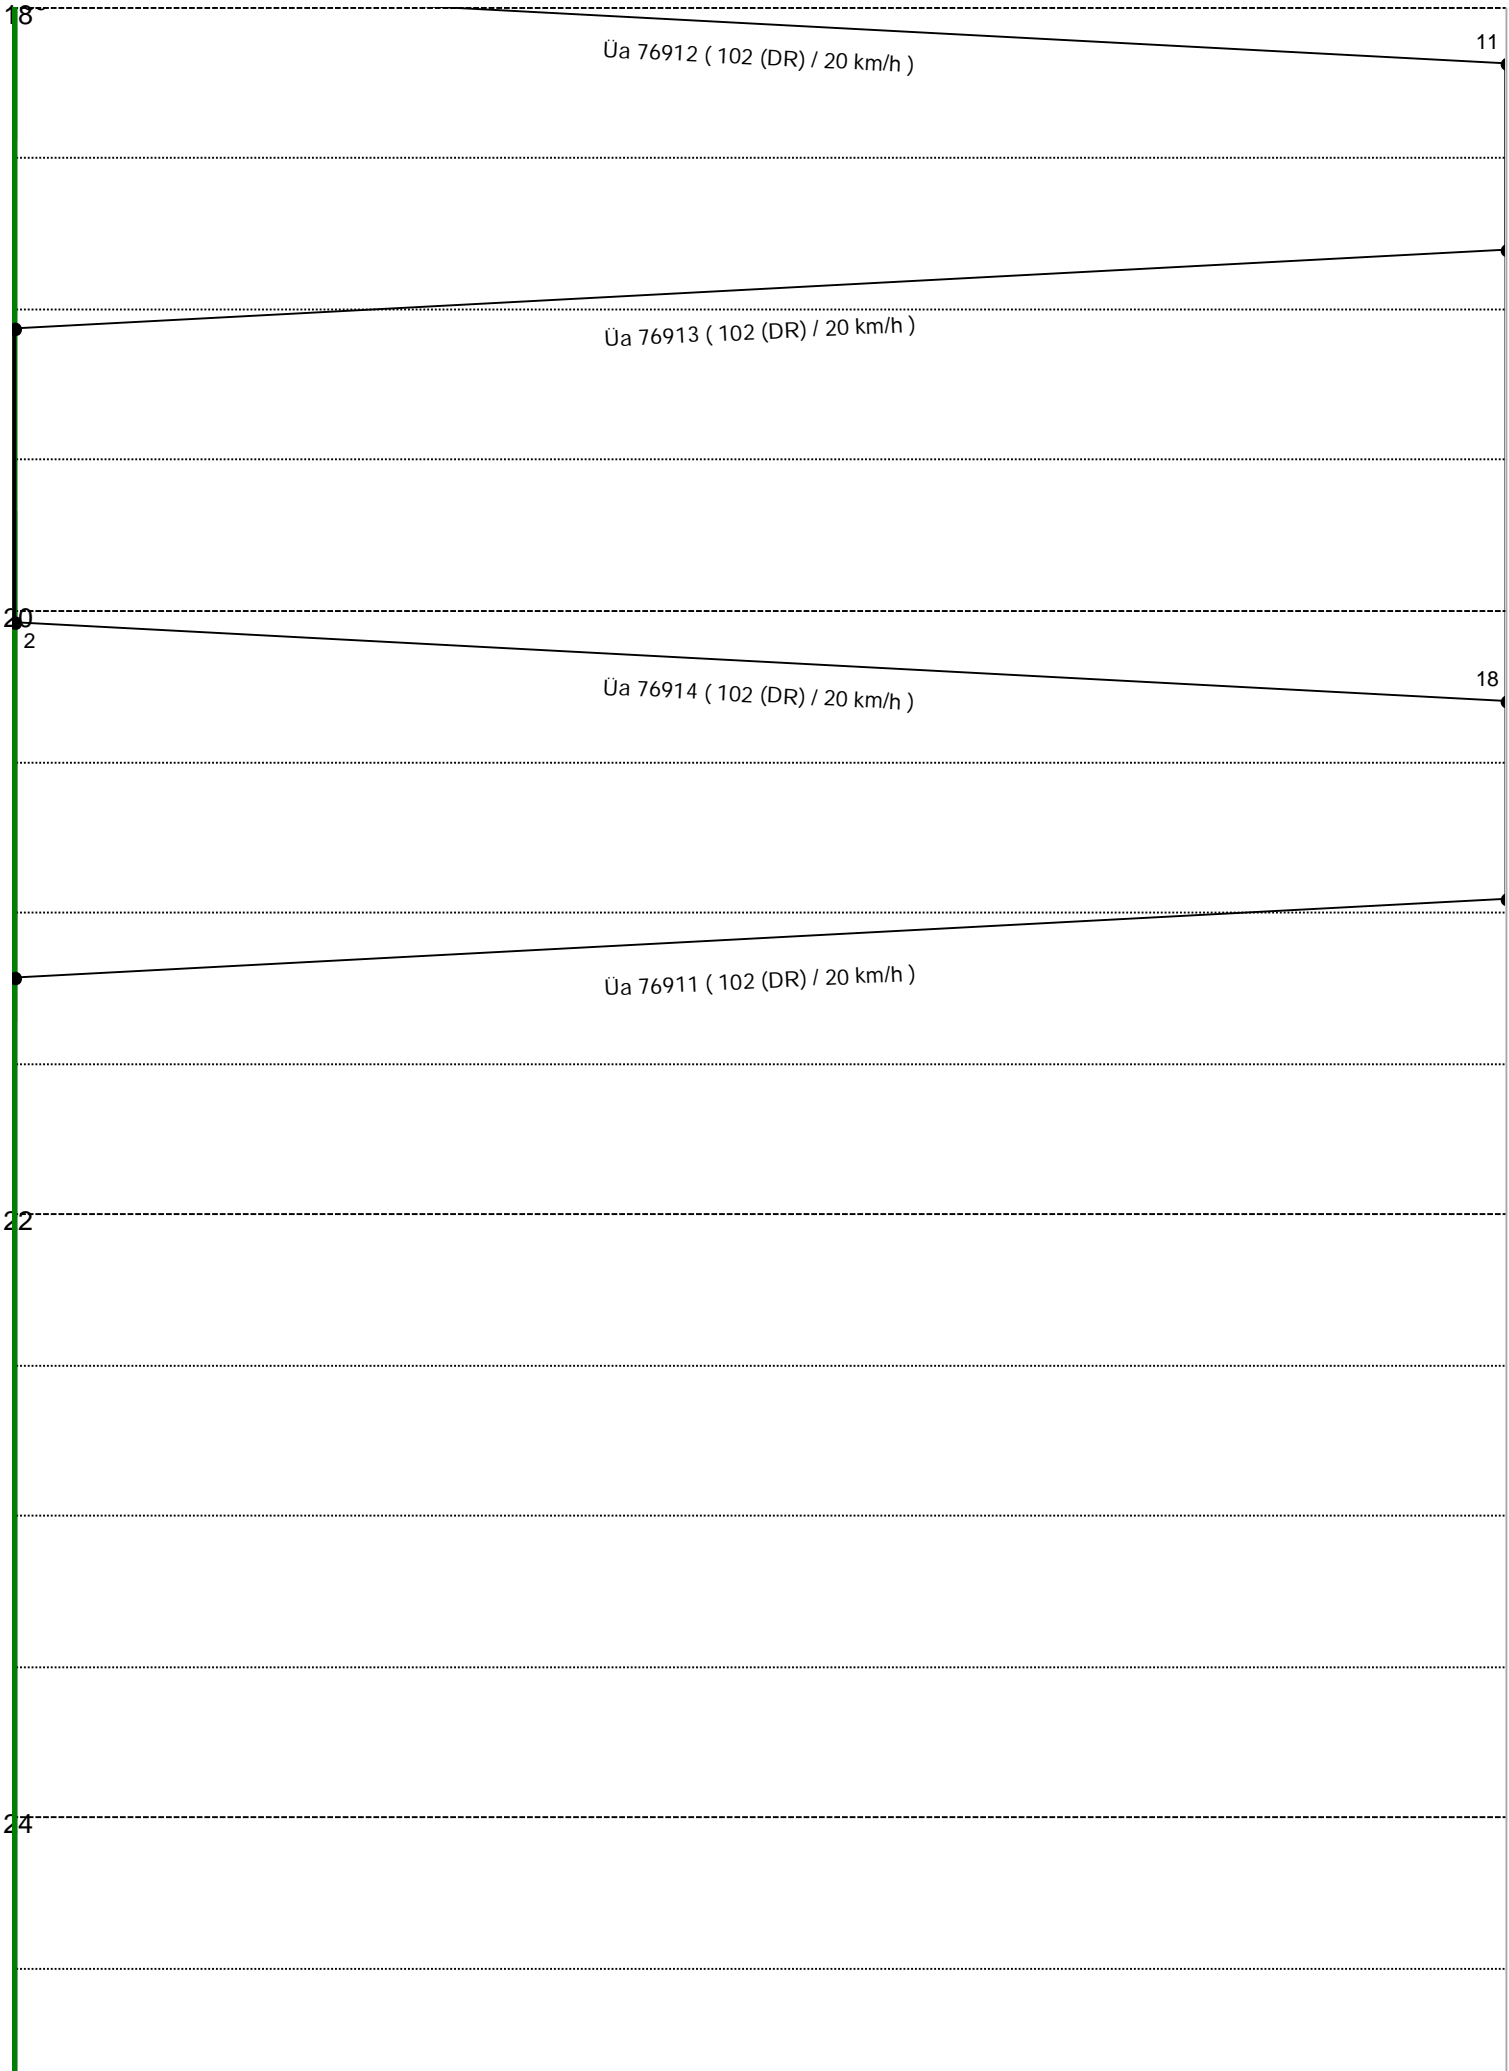 18
11
Üa 76912 ( 102 (DR) / 20 km/h )
Üa 76913 ( 102 (DR) / 20 km/h )
20
2
18
Üa 76914 ( 102 (DR) / 20 km/h )
Üa 76911 ( 102 (DR) / 20 km/h )
22
24